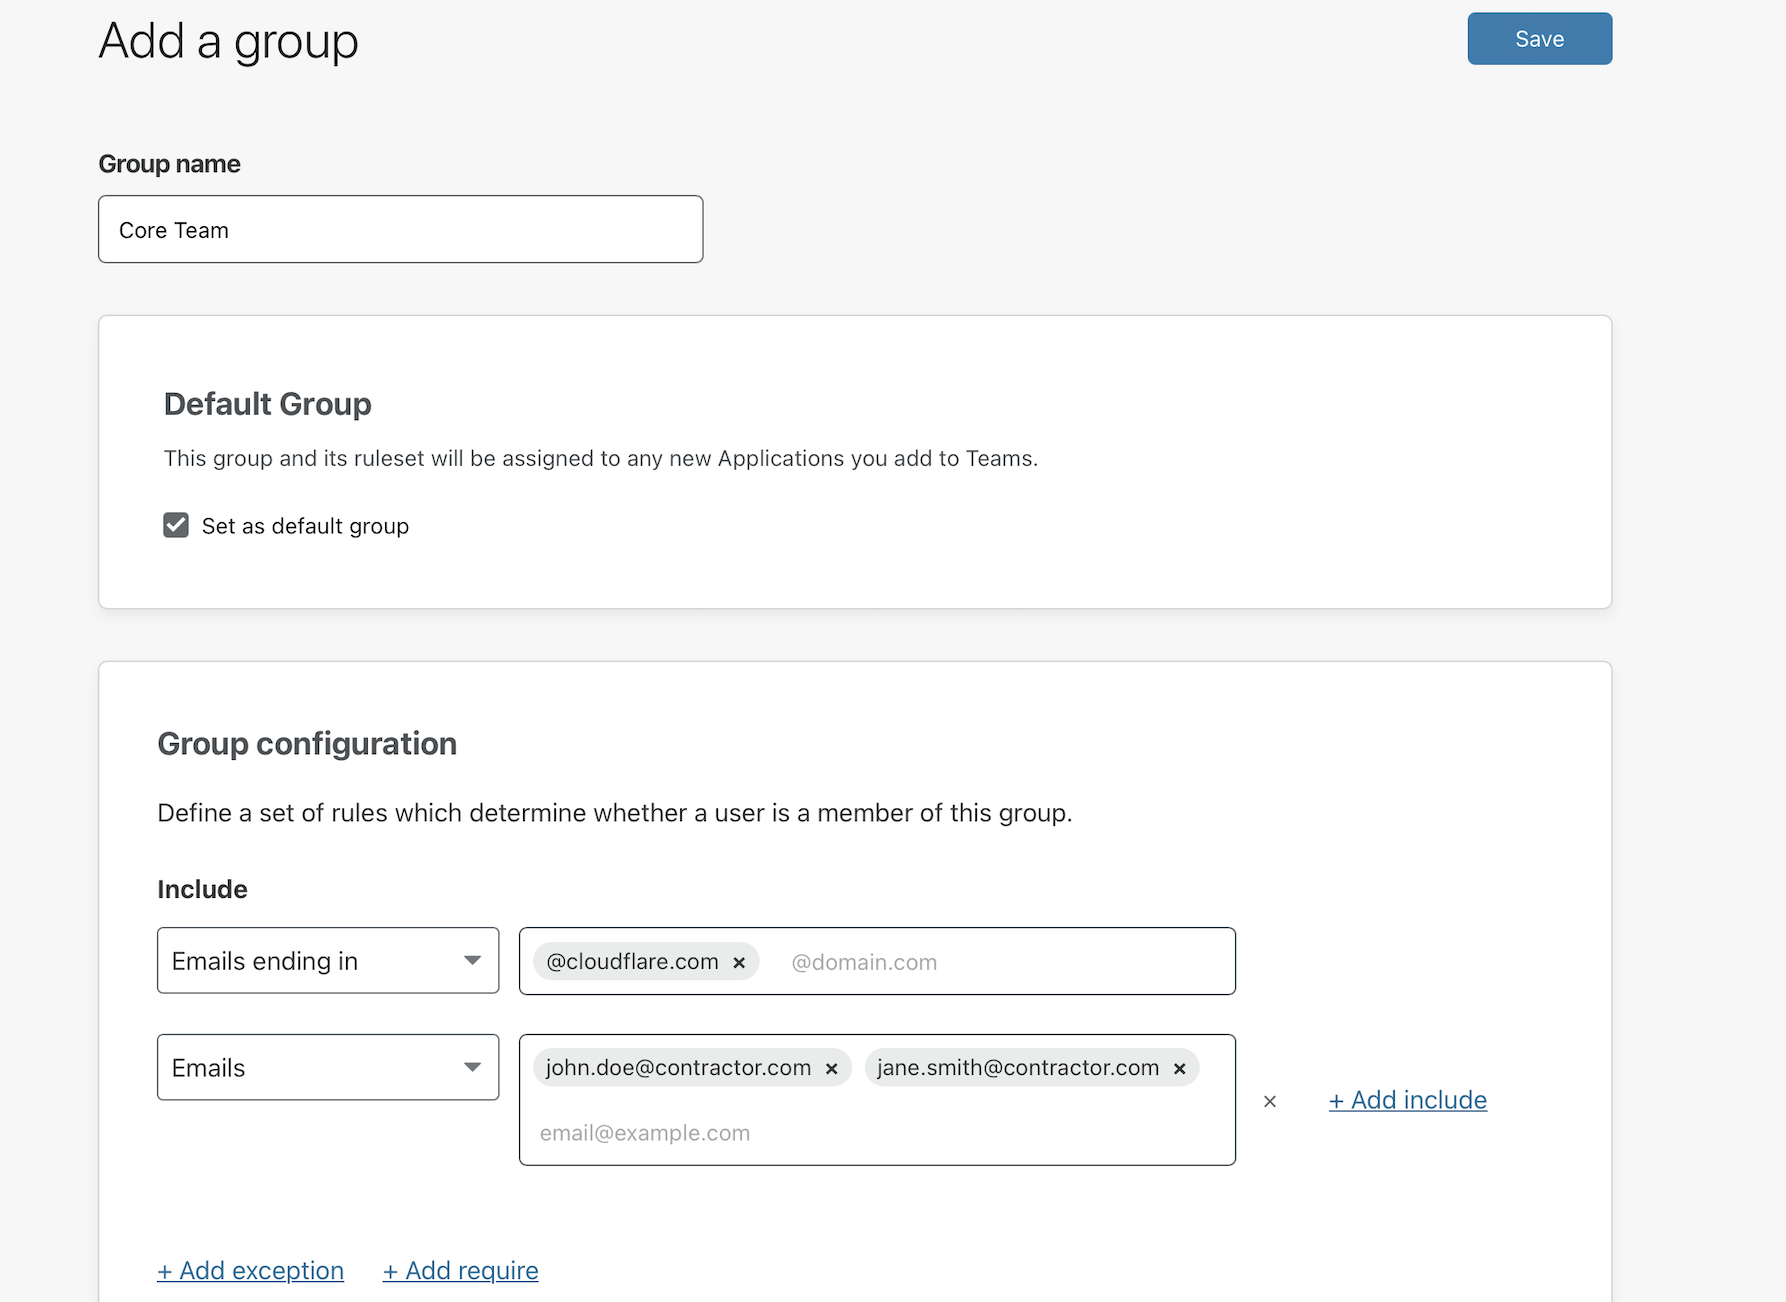 Add a group
Save
Group name
Core Team
Default Group
This group and its ruleset will be assigned to any new Applications you add to Teams.
Set as default group
Group configuration
Define a set of rules which determine whether a user is a member of this group.
Include
Emails ending in
@cloudflare.com × @domain.com
Emails
john.doe@contractor.com × jane.smith@contractor.com ×
email@example.com
× + Add include
+ Add exception + Add require